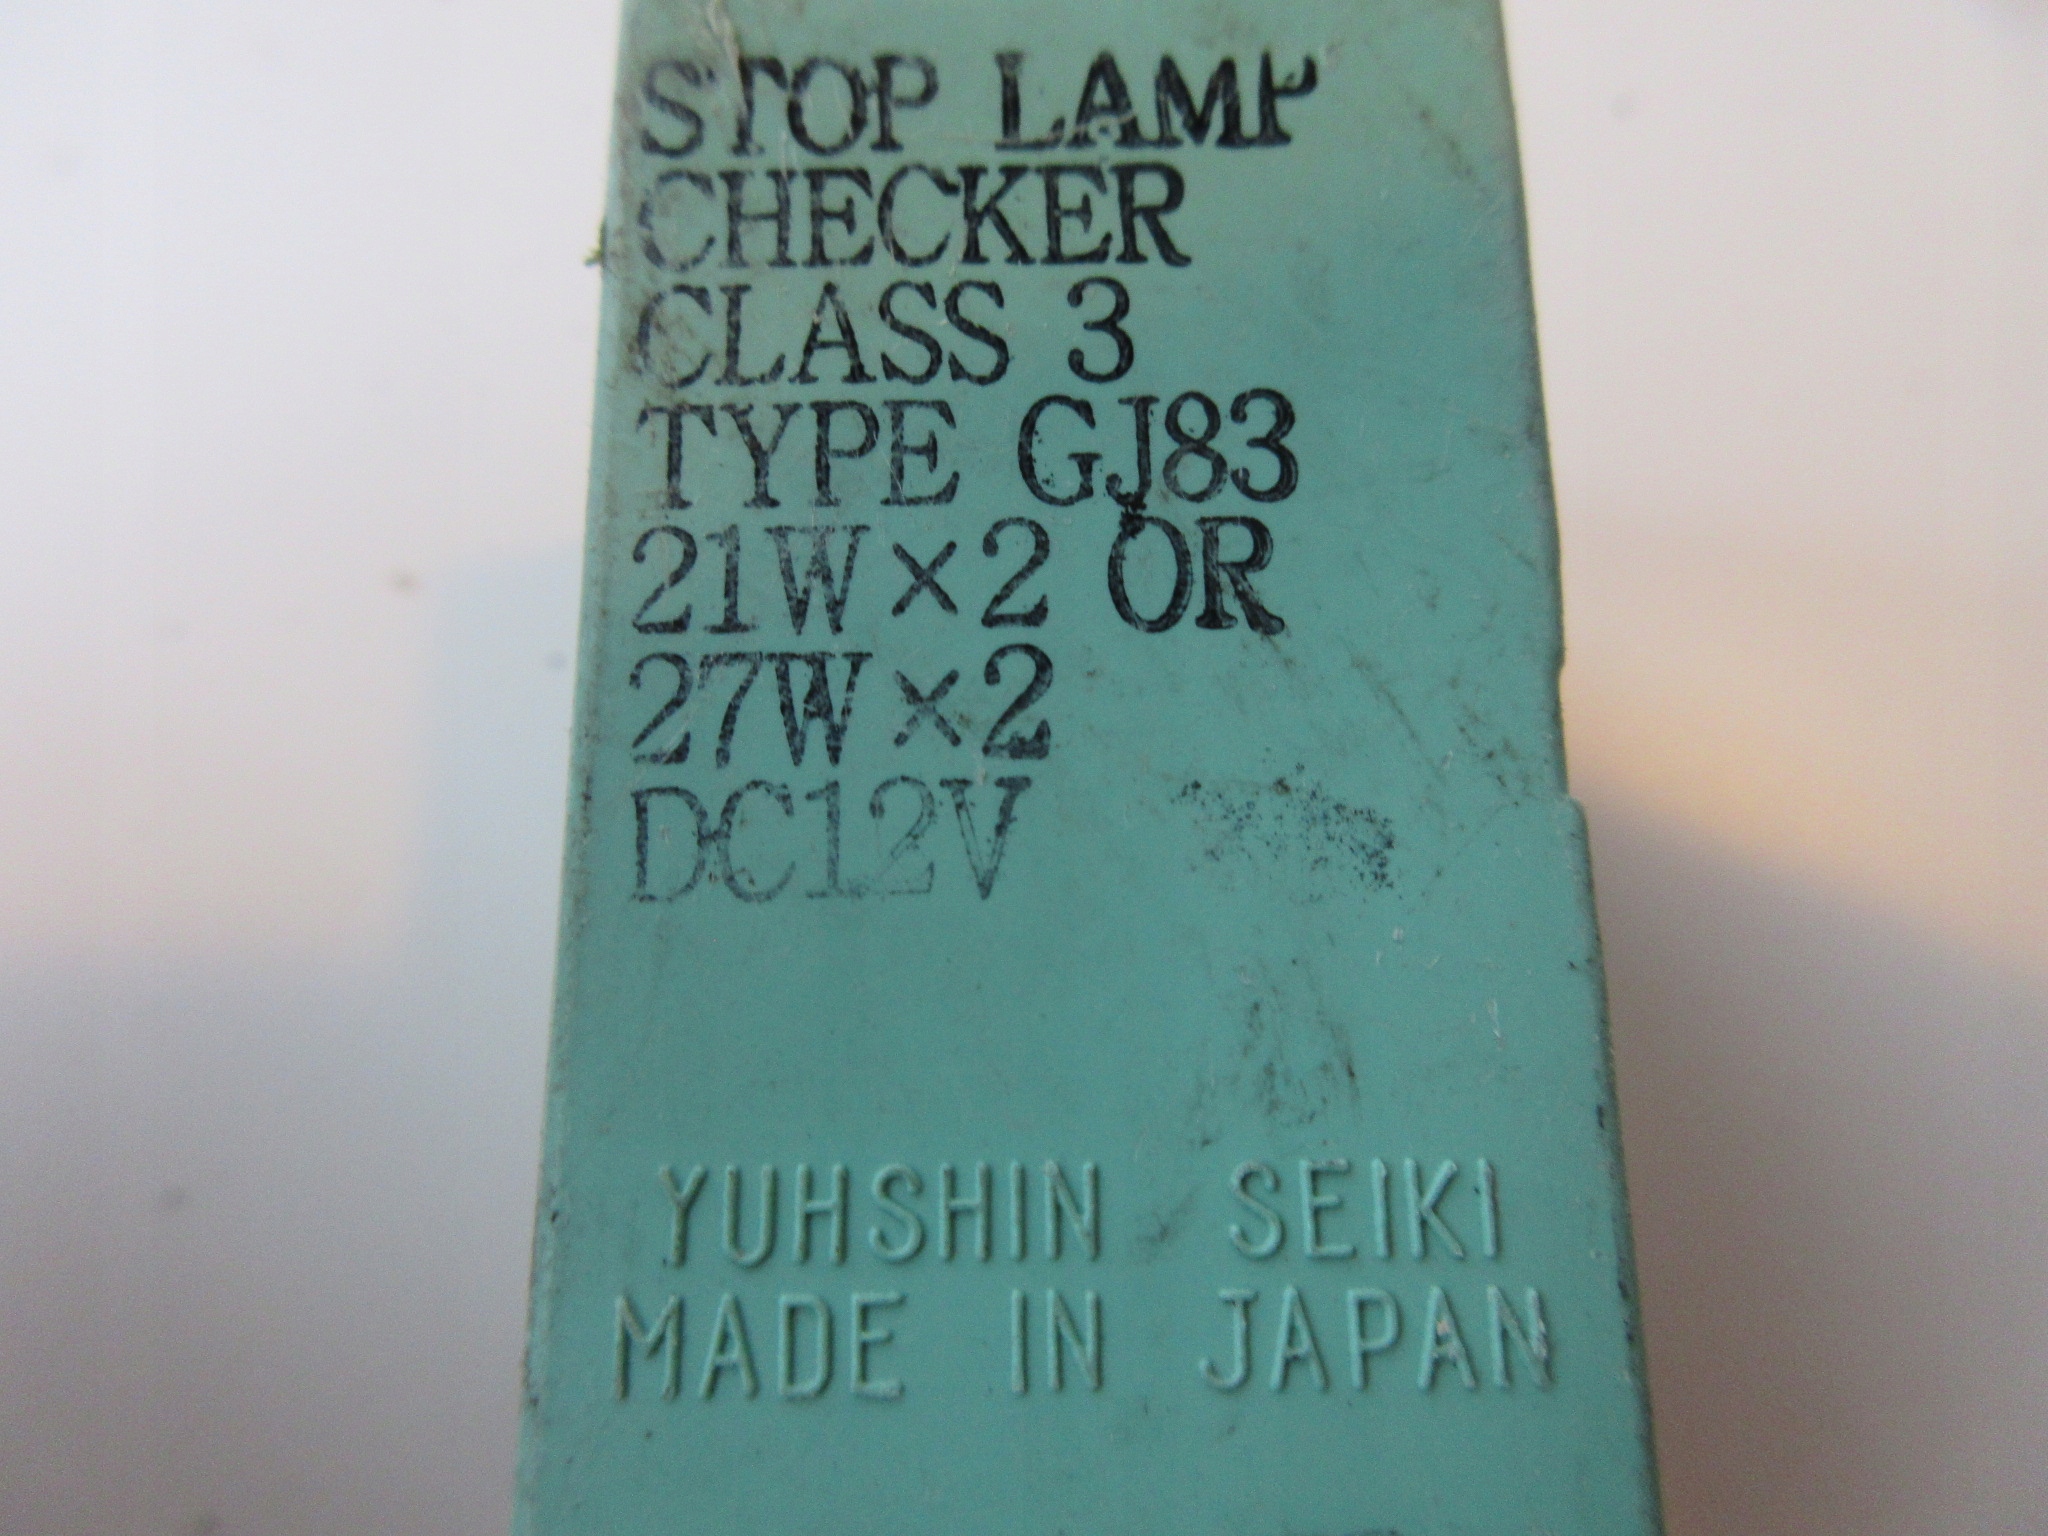 STOP LAMP
CHECKER
CLASS 3
TYPE GJ83
21W×2 OR
27W×2
DC12V
YUHSHIN SEIKI
MADE IN JAPAN